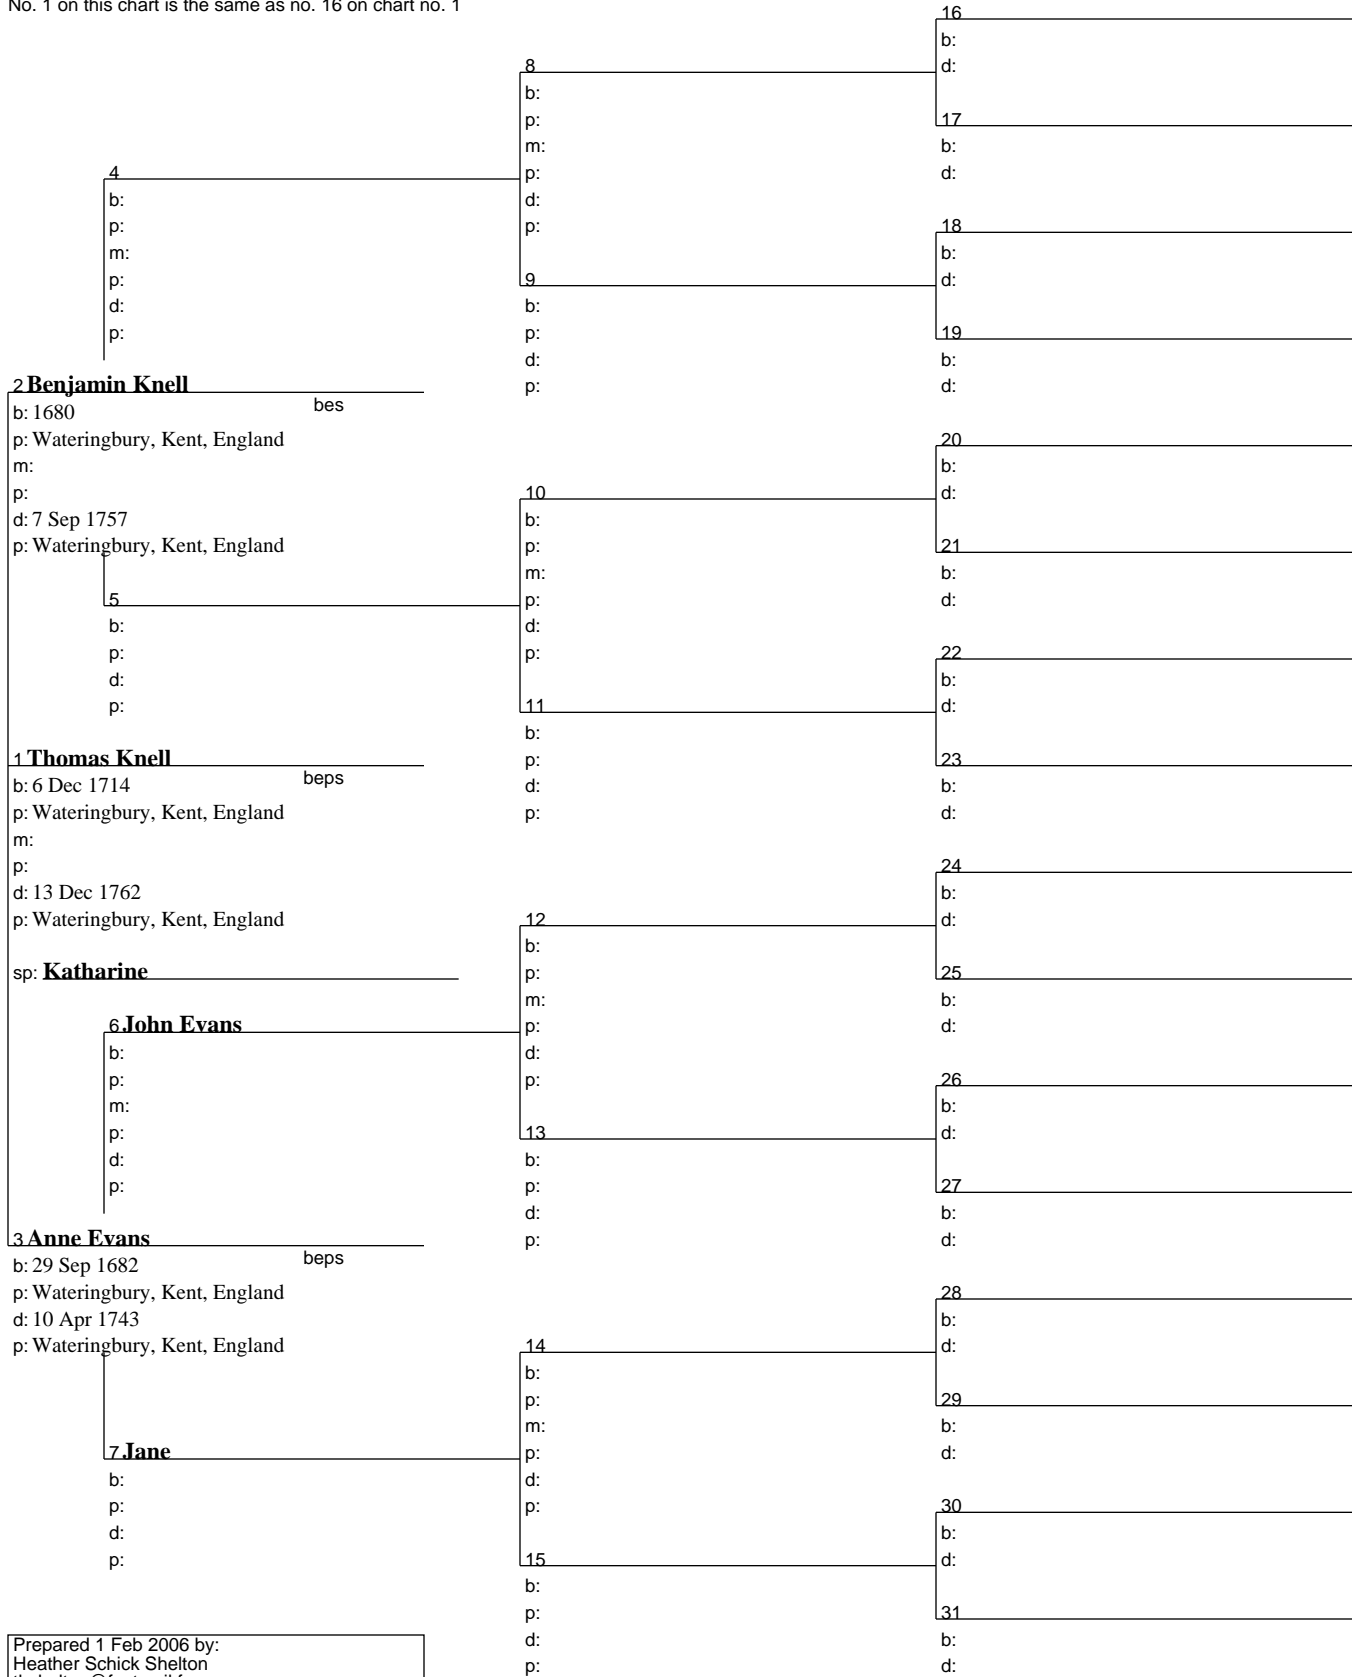 No. 1 on this chart is the same as no. 16 on chart no. 1
4
b:
p:
m:
p:
d:
p:
2 Benjamin Knell
bes
b: 1680
p: Wateringbury, Kent, England
m:
p:
d: 7 Sep 1757
p: Wateringbury, Kent, England
5
b:
p:
d:
p:
1 Thomas Knell
beps
b: 6 Dec 1714
p: Wateringbury, Kent, England
m:
p:
d: 13 Dec 1762
p: Wateringbury, Kent, England
sp: Katharine
6 John Evans
b:
p:
m:
p:
d:
p:
3 Anne Evans
beps
b: 29 Sep 1682
p: Wateringbury, Kent, England
d: 10 Apr 1743
p: Wateringbury, Kent, England
7 Jane
b:
p:
d:
p:
Prepared 1 Feb 2006 by:
Heather Schick Shelton
8
b:
p:
m:
p:
d:
p:
9
b:
p:
d:
p:
10
b:
p:
m:
p:
d:
p:
11
b:
p:
d:
p:
12
b:
p:
m:
p:
d:
p:
13
b:
p:
d:
p:
14
b:
p:
m:
p:
d:
p:
15
b:
p:
d:
p:
16
b:
d:
17
b:
d:
18
b:
d:
19
b:
d:
20
b:
d:
21
b:
d:
22
b:
d:
23
b:
d:
24
b:
d:
25
b:
d:
26
b:
d:
27
b:
d:
28
b:
d:
29
b:
d:
30
b:
d:
31
b:
d: